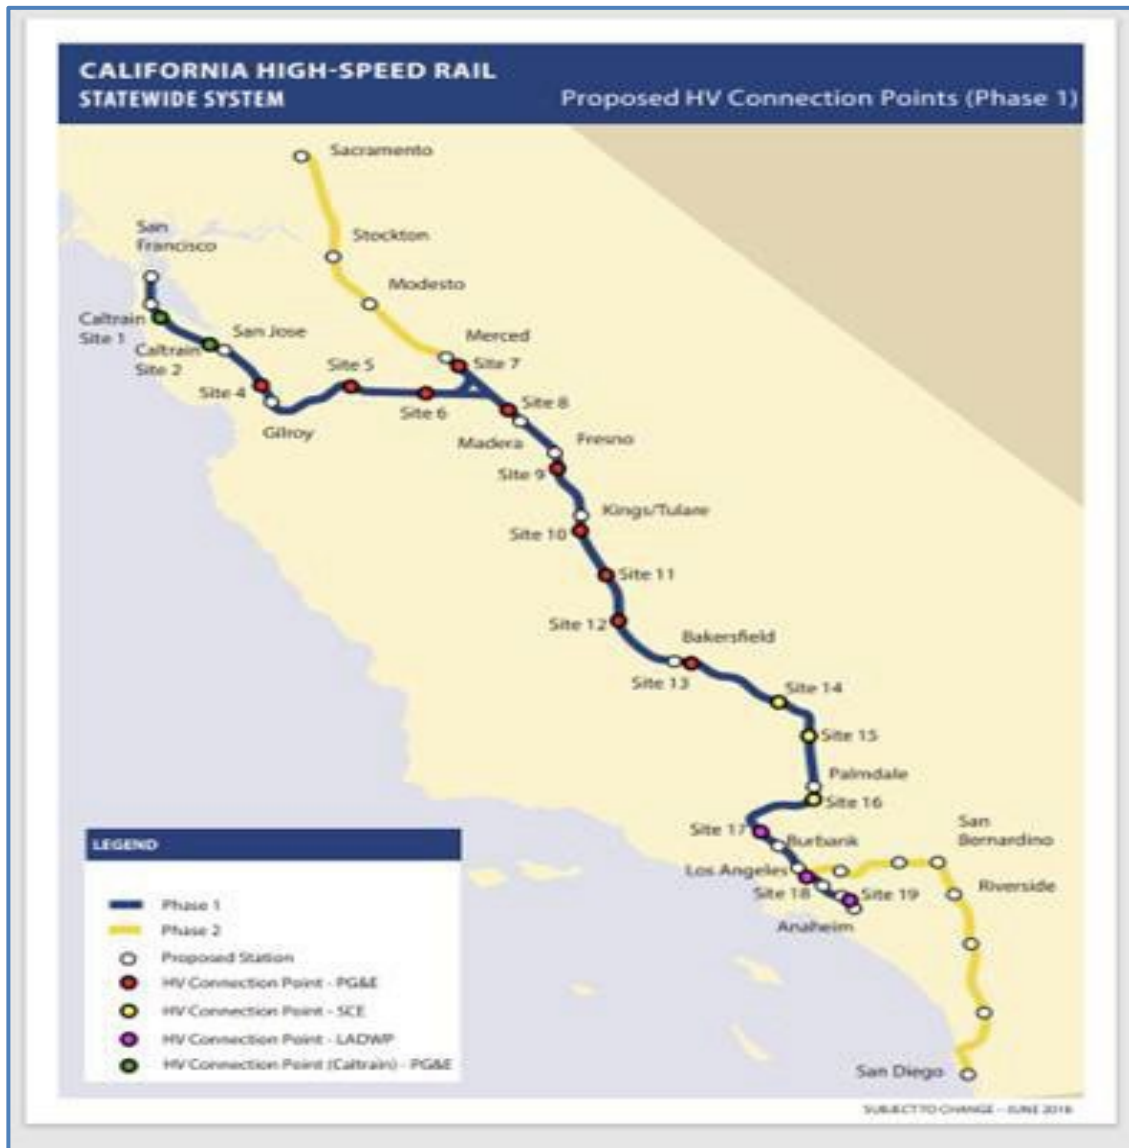 CALIFORNIA HIGH-SPEED RAIL
STATEWIDE SYSTEM
Proposed HV Connection Points (Phase 1)
Sacramento
San
Francisco
Stockton
Modesto
Caltrain
Site 1
San Jose
Caltrain
Site 2
Merced
Site 7
Site 5
Site 4
Site 6
Site 8
Gilroy
Madera
Fresno
Site 9
Kings/Tulare
Site 10
Site 11
Site 12
Bakersfield
Site 13
Site 14
Site 15
Palmdale
Site 16
Site 17
Burbank
San
Bernardino
Los Angeles
Riverside
Site 18
Site 19
Anaheim
San Diego
LEGEND
Phase 1
Phase 2
Proposed Station
HV Connection Point - PG&E
HV Connection Point - SCE
HV Connection Point - LADWP
HV Connection Point (Caltrain) - PG&E
SUBJECT TO CHANGE - JUNE 2016